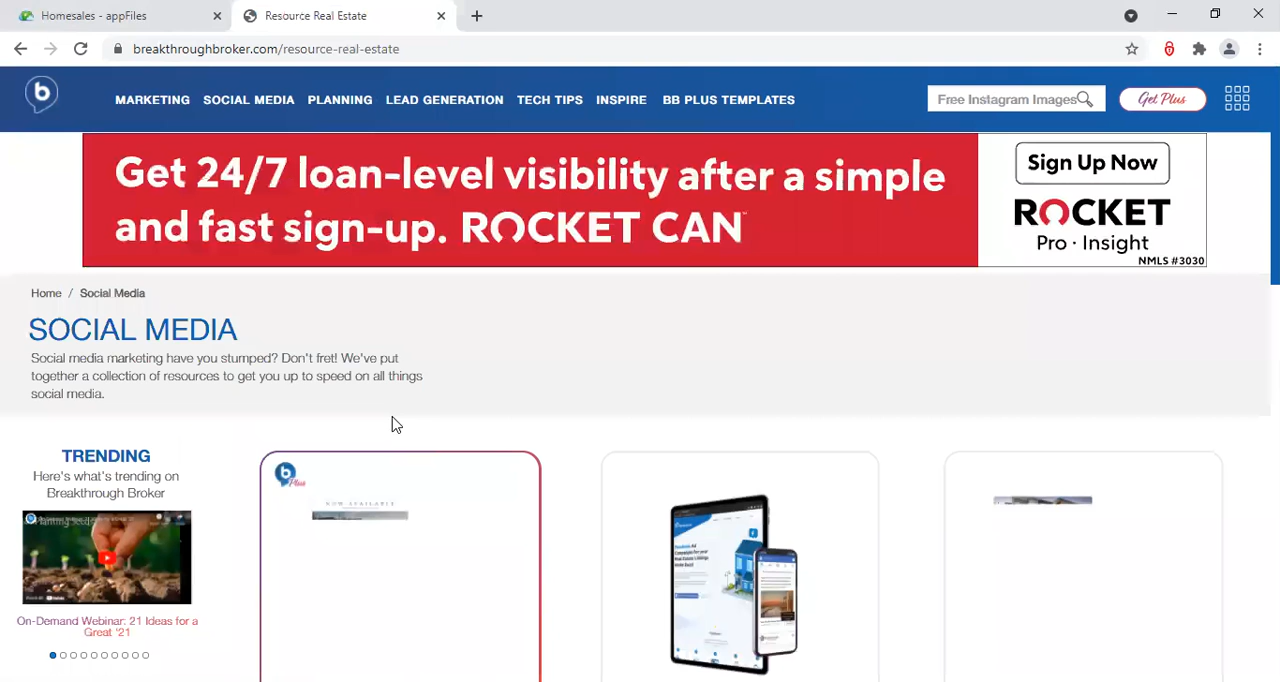 Homesales - appFiles
Resource Real Estate
breakthroughbroker.com/resource-real-estate
b
MARKETING SOCIAL MEDIA PLANNING LEAD GENERATION TECH TIPS INSPIRE BB PLUS TEMPLATES
Free Instagram Images
Get Plus
Get 24/7 loan-level visibility after a simple
and fast sign-up. ROCKET CAN™
Sign Up Now
ROCKET
Pro · Insight
NMLS #3030
Home / Social Media
SOCIAL MEDIA
Social media marketing have you stumped? Don't fret! We've put
together a collection of resources to get you up to speed on all things
social media.
TRENDING
Here's what's trending on
Breakthrough Broker
On-Demand Webinar: 21 Ideas for a
Great '21
b Plus
NOW AVAILABLE